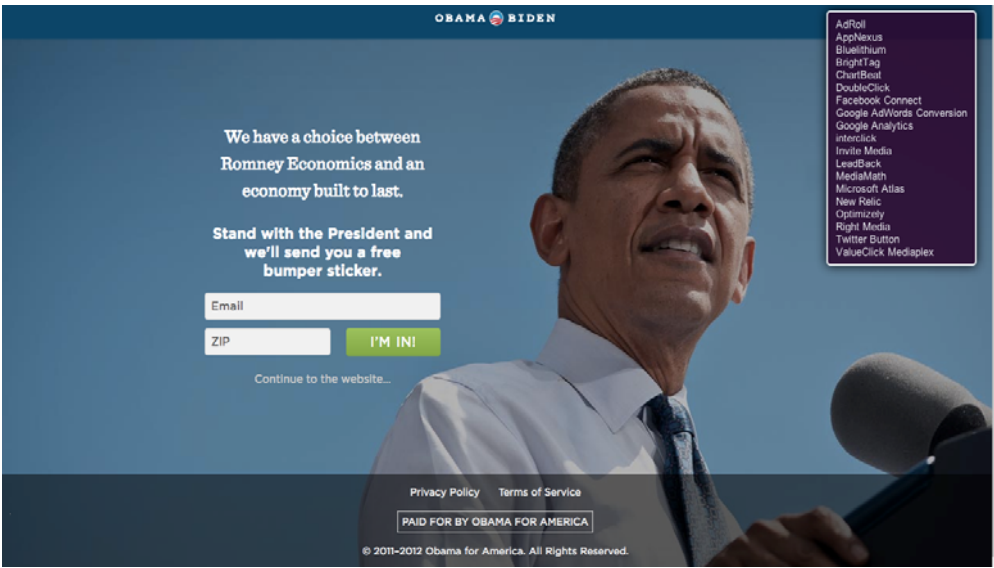 OBAMA BIDEN
AdRoll
AppNexus
Bluelithium
BrightTag
ChartBeat
DoubleClick
Facebook Connect
Google AdWords Conversion
Google Analytics
interclick
Invite Media
LeadBack
MediaMath
Microsoft Atlas
New Relic
Optimizely
Right Media
Twitter Button
ValueClick Mediaplex
We have a choice between
Romney Economics and an
economy built to last.
Stand with the President and
we'll send you a free
bumper sticker.
Email
ZIP
I'M IN!
Continue to the website...
Privacy Policy Terms of Service
PAID FOR BY OBAMA FOR AMERICA
© 2011–2012 Obama for America. All Rights Reserved.